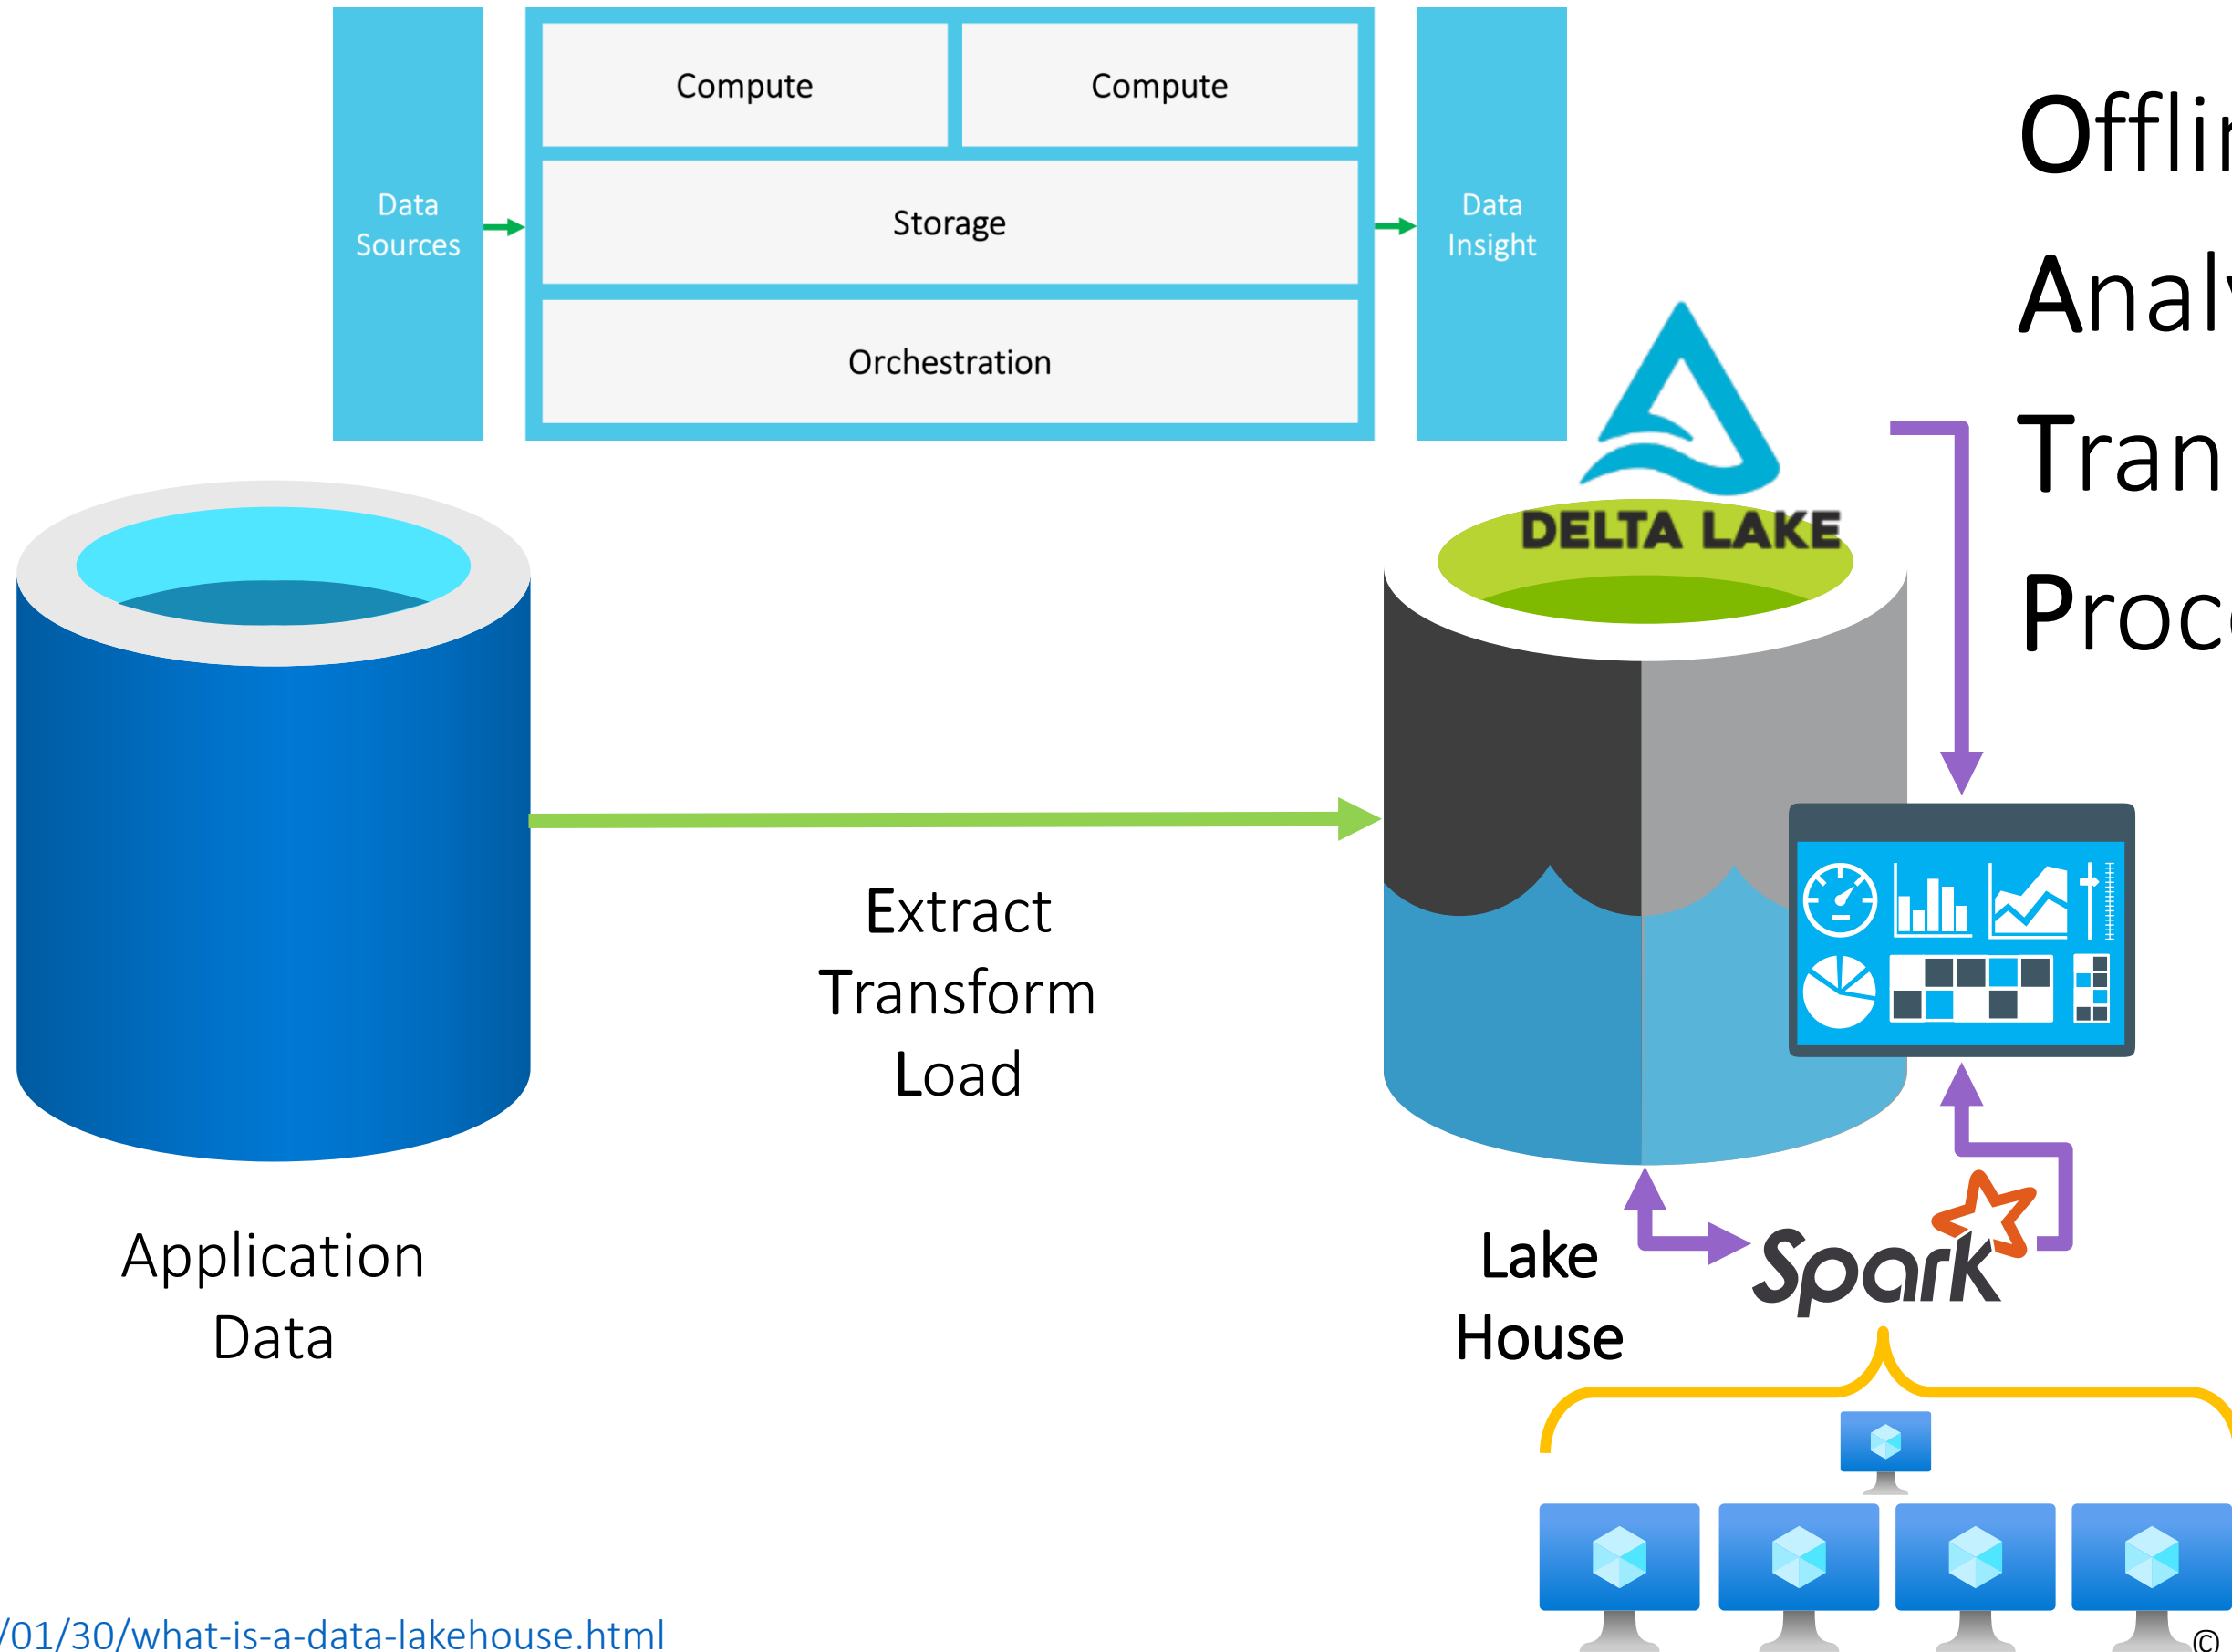 Compute
Compute
Data
Sources
Storage
Data
Insight
Orchestration
DELTA LAKE
Extract
Transform
Load
Application
Data
Lake
House
Spark
/01/30/what-is-a-data-lakehouse.html
©